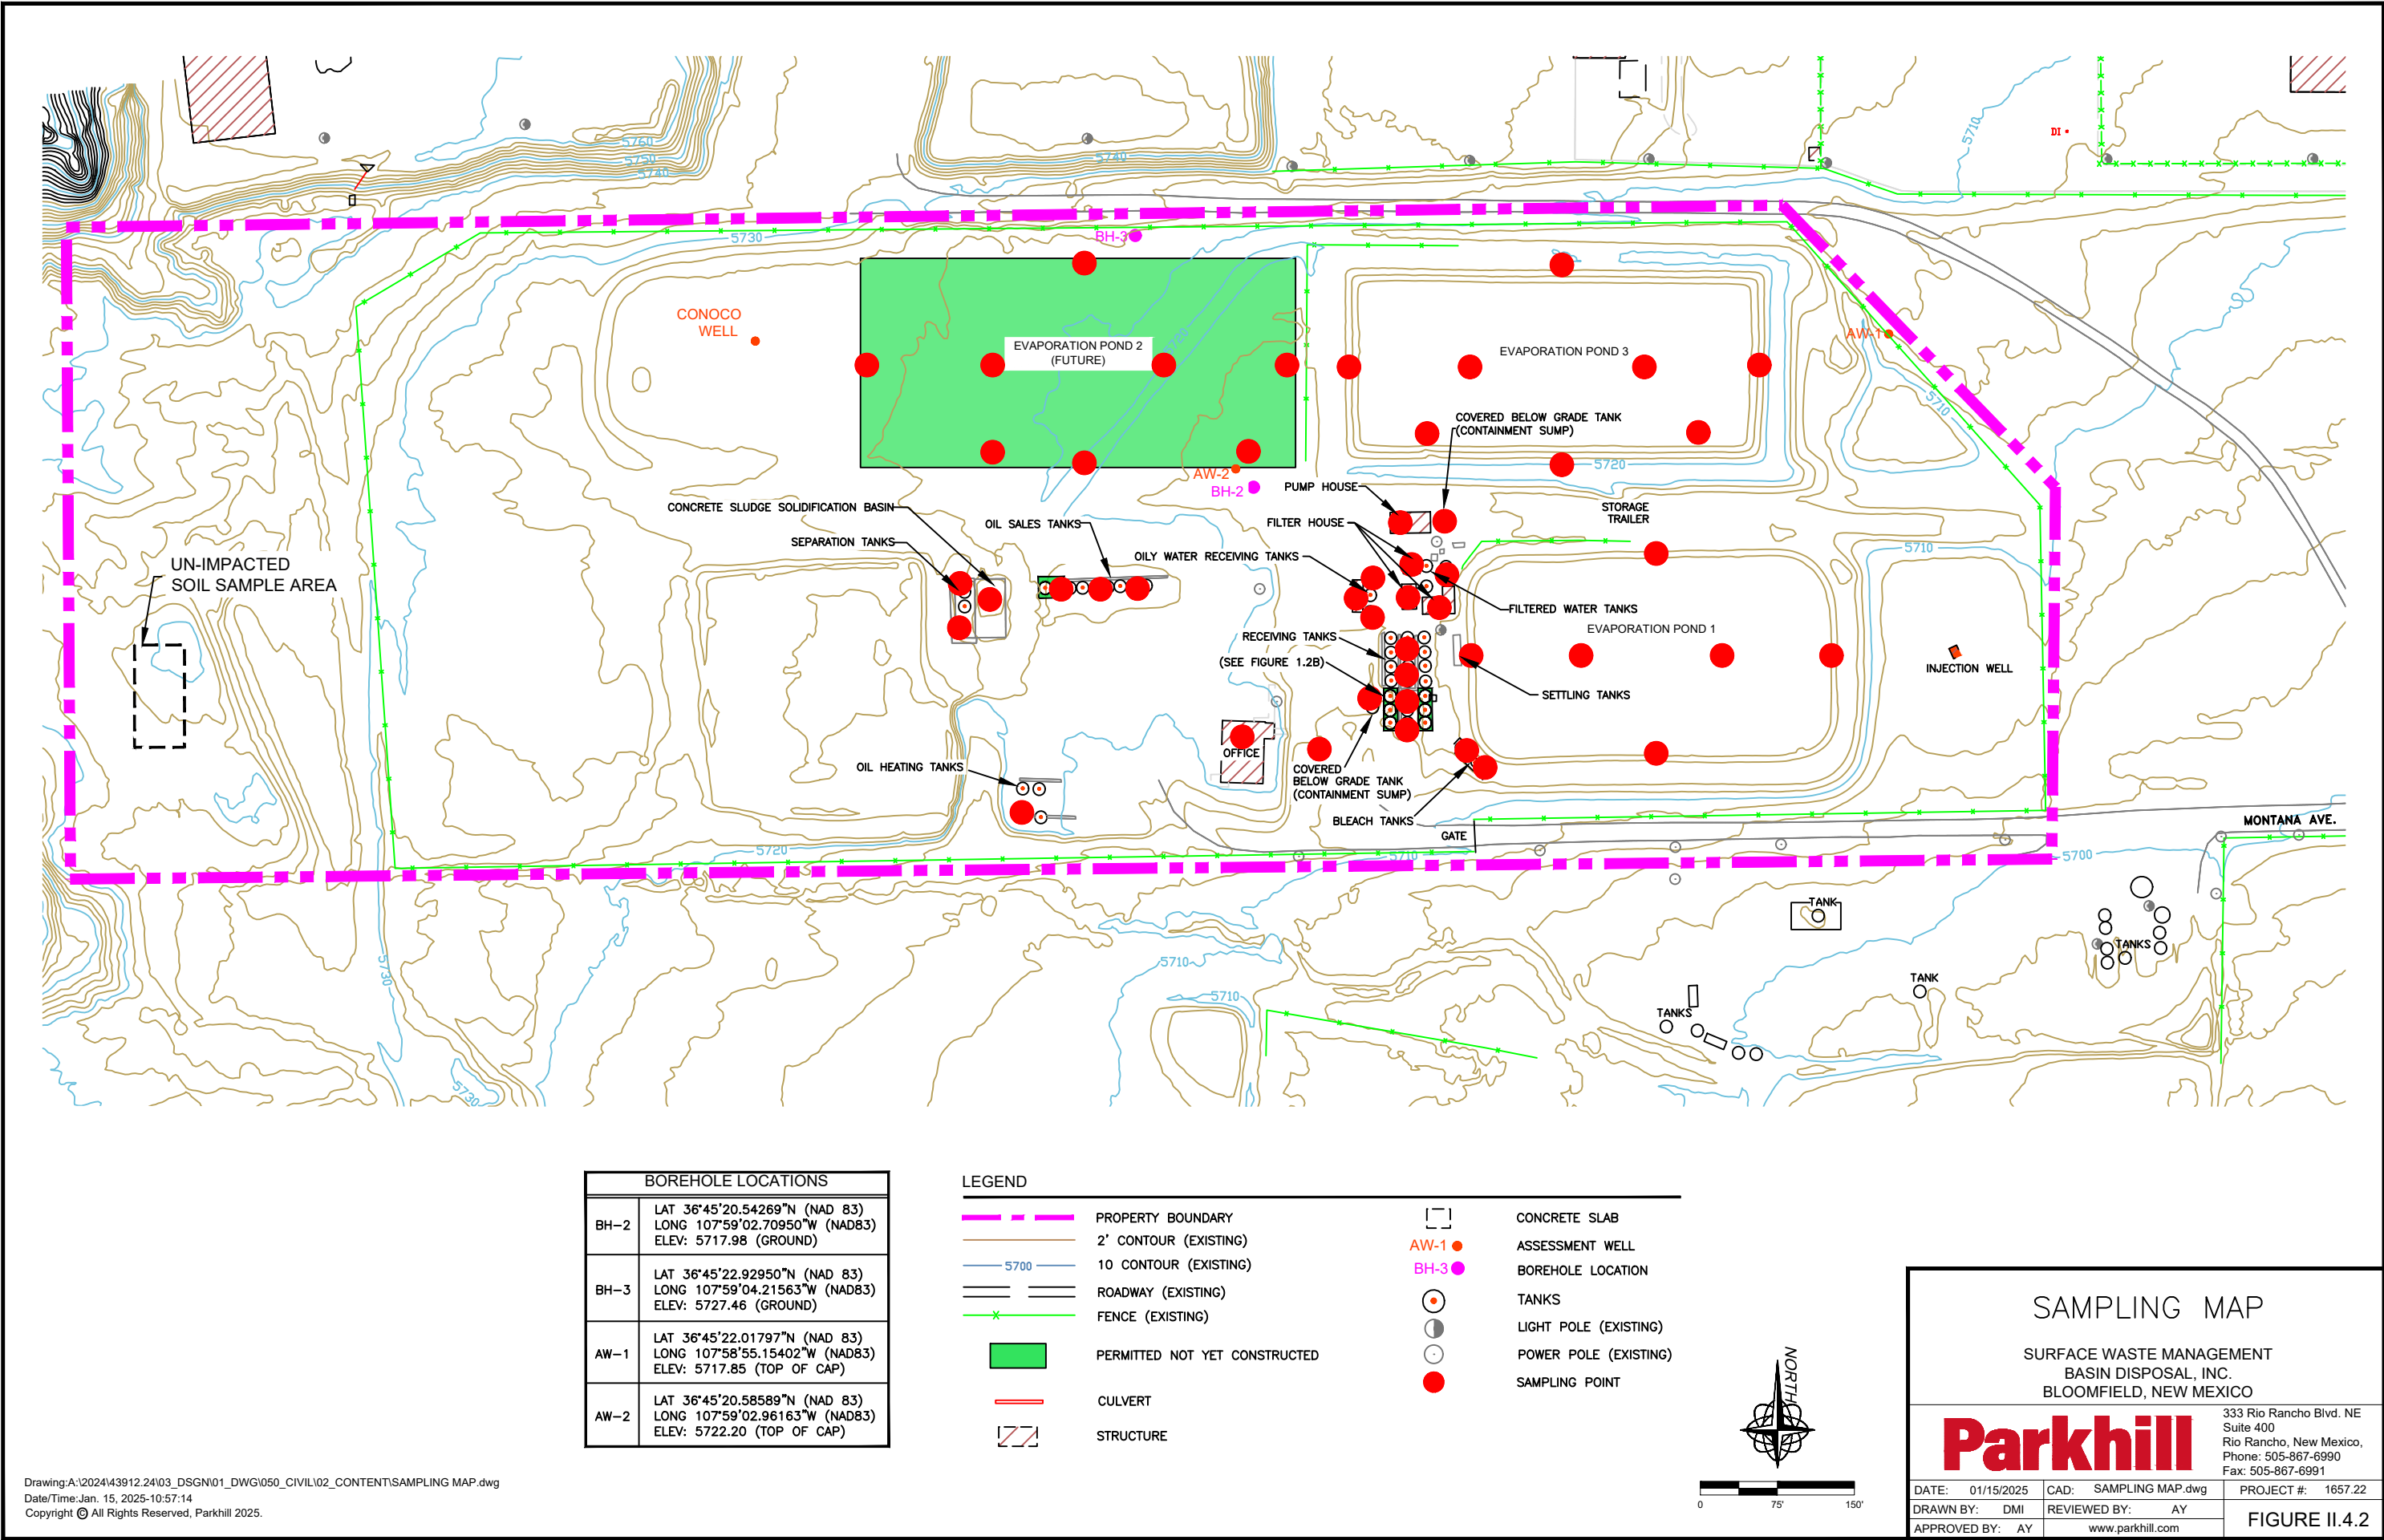 5760
5750
5740
5740
5710
DI
5730
BH-3
CONOCO
WELL
5720
EVAPORATION POND 2
(FUTURE)
EVAPORATION POND 3
AW-1
5710
COVERED BELOW GRADE TANK
(CONTAINMENT SUMP)
5720
AW-2
BH-2
PUMP HOUSE
CONCRETE SLUDGE SOLIDIFICATION BASIN
OIL SALES TANKS
FILTER HOUSE
STORAGE
TRAILER
SEPARATION TANKS
OILY WATER RECEIVING TANKS
5710
UN-IMPACTED
SOIL SAMPLE AREA
FILTERED WATER TANKS
EVAPORATION POND 1
RECEIVING TANKS
(SEE FIGURE 1.2B)
INJECTION WELL
SETTLING TANKS
OFFICE
OIL HEATING TANKS
COVERED
BELOW GRADE TANK
(CONTAINMENT SUMP)
BLEACH TANKS
GATE
MONTANA AVE.
5720
5710
5700
TANK
TANKS
5730
5710
5710
TANK
TANKS
5730
BOREHOLE LOCATIONS
BH-2
LAT 36°45'20.54269"N (NAD 83)
LONG 107°59'02.70950"W (NAD83)
ELEV: 5717.98 (GROUND)
BH-3
LAT 36°45'22.92950"N (NAD 83)
LONG 107°59'04.21563"W (NAD83)
ELEV: 5727.46 (GROUND)
AW-1
LAT 36°45'22.01797"N (NAD 83)
LONG 107°58'55.15402"W (NAD83)
ELEV: 5717.85 (TOP OF CAP)
AW-2
LAT 36°45'20.58589"N (NAD 83)
LONG 107°59'02.96163"W (NAD83)
ELEV: 5722.20 (TOP OF CAP)
LEGEND
PROPERTY BOUNDARY
2' CONTOUR (EXISTING)
5700
10 CONTOUR (EXISTING)
ROADWAY (EXISTING)
FENCE (EXISTING)
PERMITTED NOT YET CONSTRUCTED
CULVERT
STRUCTURE
CONCRETE SLAB
AW-1
ASSESSMENT WELL
BH-3
BOREHOLE LOCATION
TANKS
LIGHT POLE (EXISTING)
POWER POLE (EXISTING)
SAMPLING POINT
NORTH
0 75' 150'
SAMPLING MAP
SURFACE WASTE MANAGEMENT
BASIN DISPOSAL, INC.
BLOOMFIELD, NEW MEXICO
Parkhill
333 Rio Rancho Blvd. NE
Suite 400
Rio Rancho, New Mexico,
Phone: 505-867-6990
Fax: 505-867-6991
DATE: 01/15/2025 CAD: SAMPLING MAP.dwg PROJECT #: 1657.22
DRAWN BY: DMI REVIEWED BY: AY
APPROVED BY: AY www.parkhill.com
FIGURE II.4.2
Drawing:A:\2024\43912.24\03_DSGN\01_DWG\050_CIVIL\02_CONTENT\SAMPLING MAP.dwg
Date/Time:Jan. 15, 2025-10:57:14
Copyright © All Rights Reserved, Parkhill 2025.